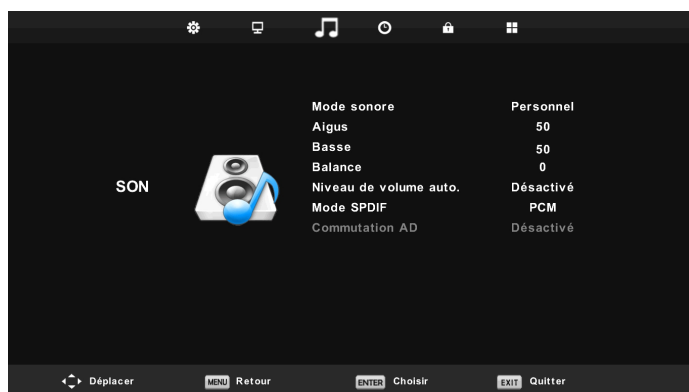 Mode sonore Personnel
Aigus 50
Basse 50
Balance 0
SON
Niveau de volume auto. Désactivé
Mode SPDIF PCM
Commutation AD Désactivé
Déplacer MENU Retour ENTER Choisir EXIT Quitter